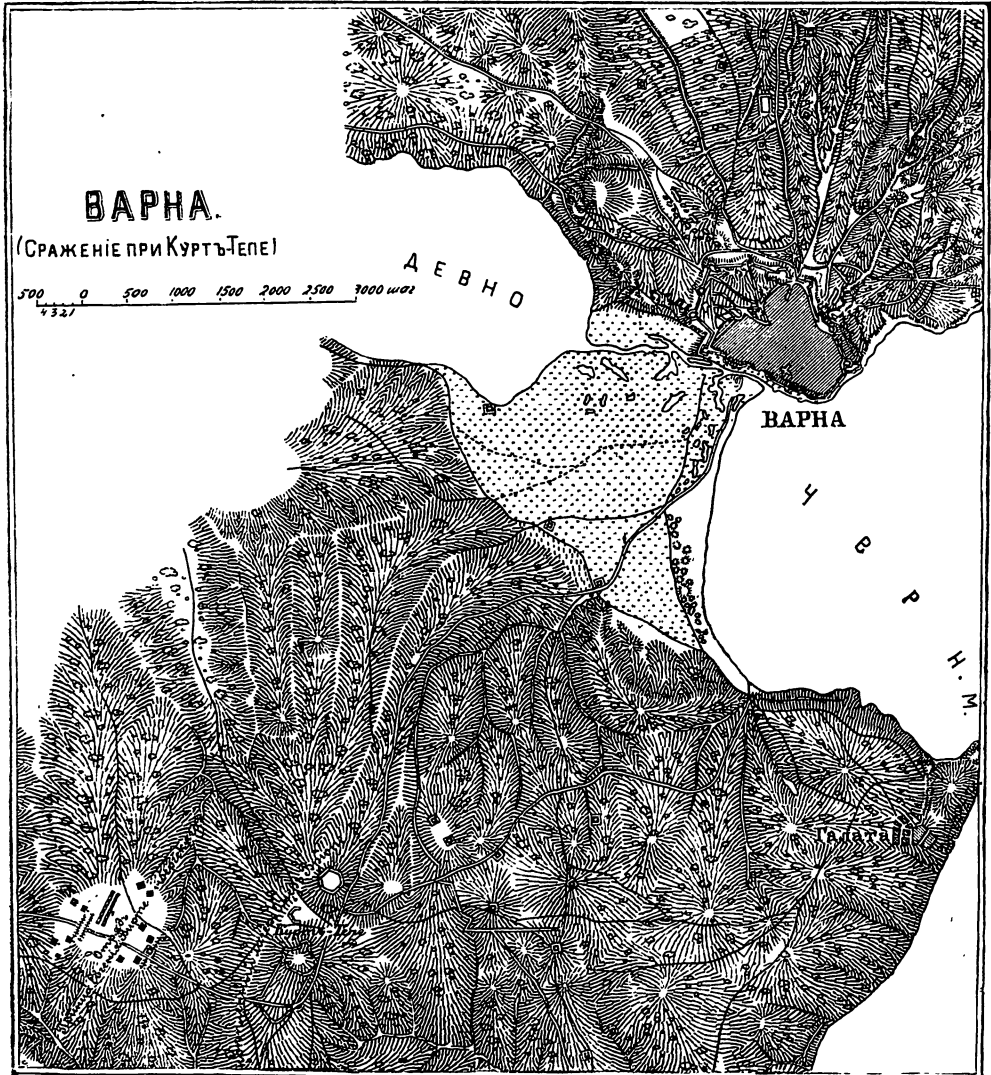 ВАРНА.
(СРАЖЕНІЕ ПРИ КУРТЪ-ТЕПЕ)
ДЕВНО
500 0 500 1000 1500 2000 2500 3000 шаг
4 3 2 1
ВАРНА
ЧЕРН. М.
Галата